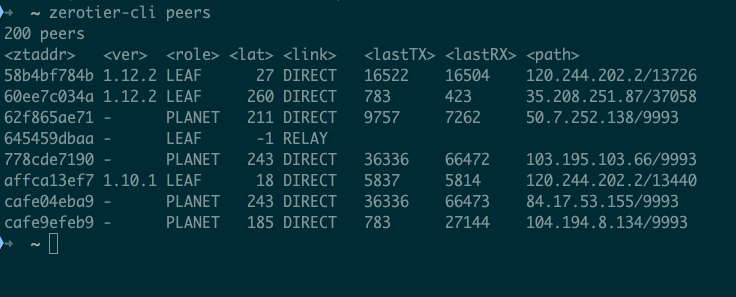 → ~ zerotier-cli peers
200 peers
<ztaddr> <ver> <role> <lat> <link> <lastTX> <lastRX> <path>
58b4bf784b 1.12.2 LEAF 27 DIRECT 16522 16504 120.244.202.2/13726
60ee7c034a 1.12.2 LEAF 260 DIRECT 783 423 35.208.251.87/37058
62f865ae71 - PLANET 211 DIRECT 9757 7262 50.7.252.138/9993
645459dbaa - LEAF -1 RELAY
778cde7190 - PLANET 243 DIRECT 36336 66472 103.195.103.66/9993
affca13ef7 1.10.1 LEAF 18 DIRECT 5837 5814 120.244.202.2/13440
cafe04eba9 - PLANET 243 DIRECT 36336 66473 84.17.53.155/9993
cafe9efeb9 - PLANET 185 DIRECT 783 27144 104.194.8.134/9993
→ ~